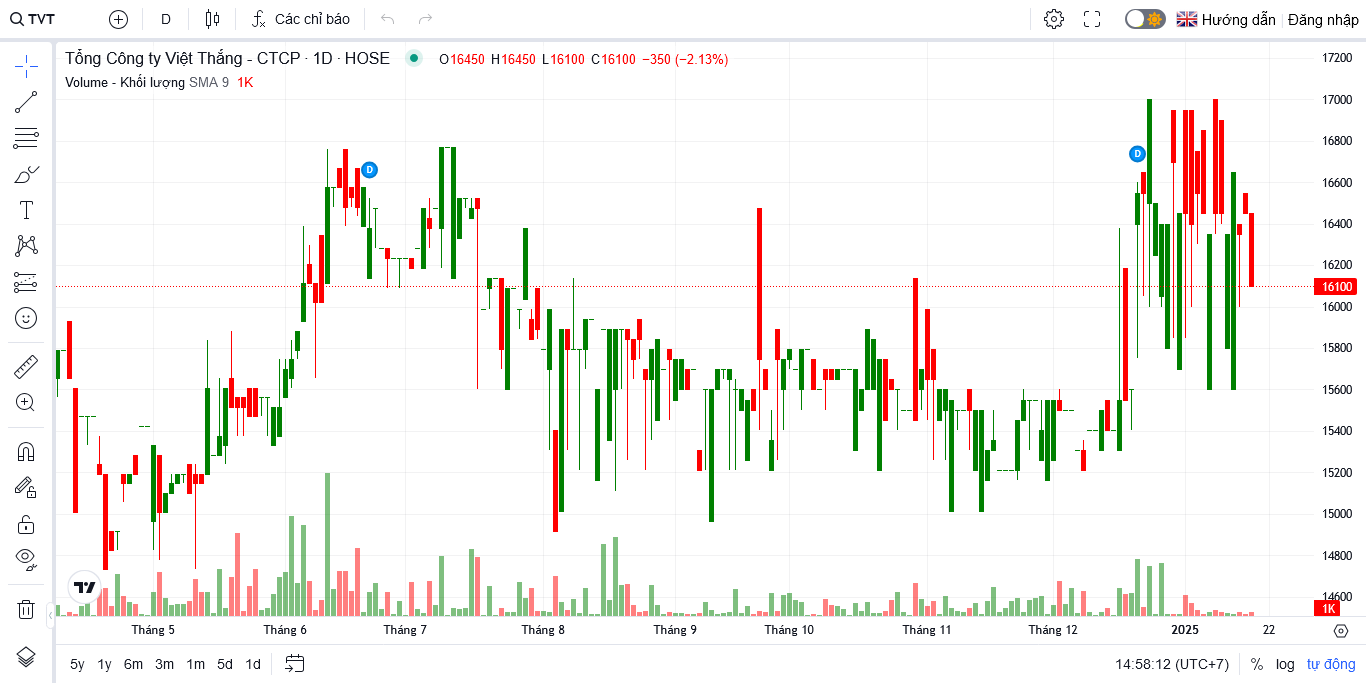 TVT D Các chỉ báo Hướng dẫn Đăng nhập
Tổng Công ty Việt Thắng - CTCP · 1D · HOSE O16450 H16450 L16100 C16100 −350 (−2.13%)
Volume - Khối lượng SMA 9 1K
17200
17000
16800
D
D
16600
16400
16200
16100
16000
15800
15600
15400
15200
15000
14800
14600
1K
Tháng 5 Tháng 6 Tháng 7 Tháng 8 Tháng 9 Tháng 10 Tháng 11 Tháng 12 2025 22
5y 1y 6m 3m 1m 5d 1d 14:58:12 (UTC+7) % log tự động